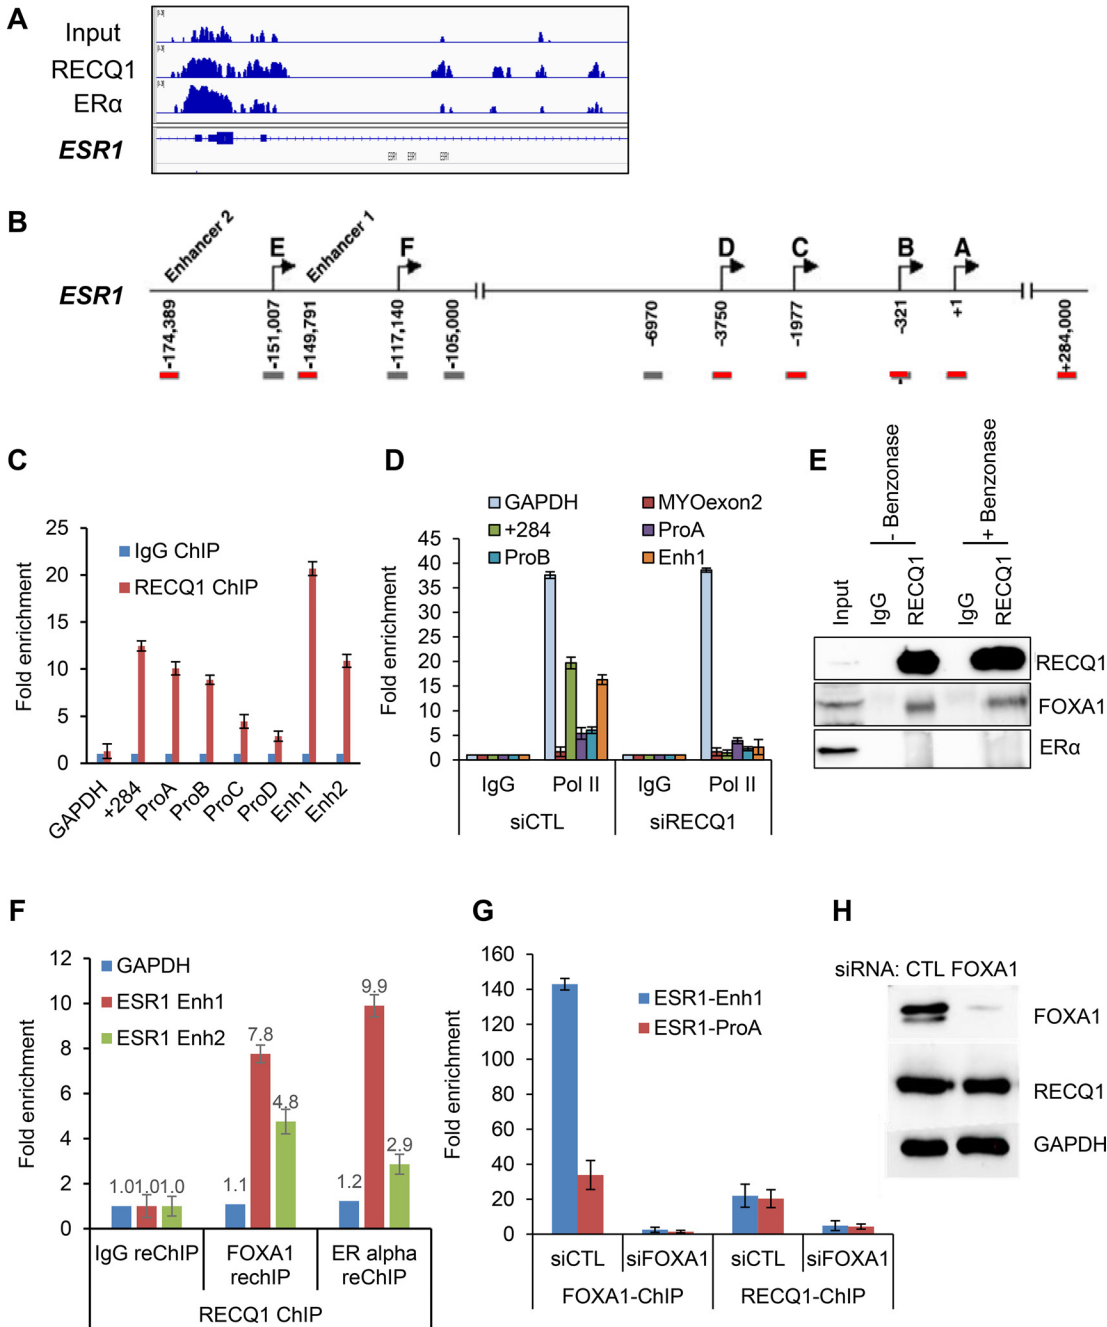 A
Input
RECQ1
ERα
ESR1
ESR1 ESR1 ESR1
B
Enhancer 2
E
Enhancer 1
F
D
C
B
A
ESR1
-174,389
-151,007
-149,791
-117,140
-105,000
-6970
-3750
-1977
-321
+1
+284,000
C
Fold enrichment
25
20
15
10
5
0
IgG ChIP
RECQ1 ChIP
GAPDH
+284
ProA
ProB
ProC
ProD
Enh1
Enh2
D
GAPDH
MYOexon2
+284
ProA
ProB
Enh1
Fold enrichment
45
40
35
30
25
20
15
10
5
0
IgG
Pol II
IgG
Pol II
siCTL
siRECQ1
E
- Benzonase
+ Benzonase
Input
IgG
RECQ1
IgG
RECQ1
RECQ1
FOXA1
ERα
F
Fold enrichment
12
10
8
6
4
2
0
GAPDH
ESR1 Enh1
ESR1 Enh2
1.0 1.0 1.0
1.1
7.8
4.8
1.2
9.9
2.9
IgG reChIP
FOXA1
rechIP
ER alpha
reChIP
RECQ1 ChIP
G
Fold enrichment
160
140
120
100
80
60
40
20
0
ESR1-Enh1
ESR1-ProA
siCTL
siFOXA1
siCTL
siFOXA1
FOXA1-ChIP
RECQ1-ChIP
H
siRNA: CTL FOXA1
FOXA1
RECQ1
GAPDH